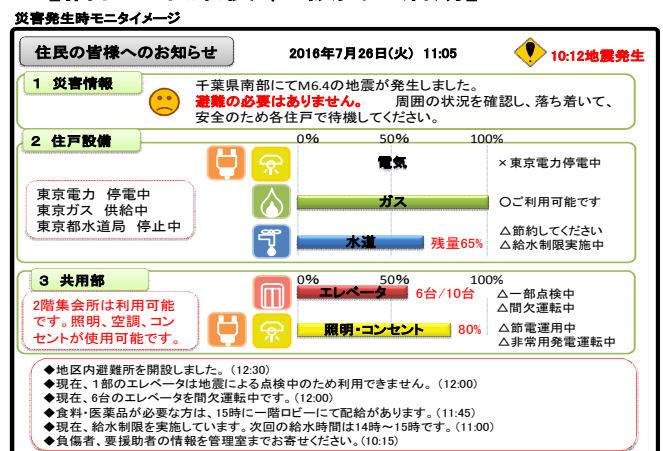 災害発生時モニタイメージ
住民の皆様へのお知らせ
2016年7月26日(火) 11:05
10:12地震発生
1 災害情報
千葉県南部にてM6.4の地震が発生しました。
避難の必要はありません。 周囲の状況を確認し、落ち着いて、
安全のため各住戸で待機してください。
2 住戸設備
0% 50% 100%
電気
×東京電力停電中
東京電力 停電中
東京ガス 供給中
東京都水道局 停止中
ガス
○ご利用可能です
水道
残量65%
△節約してください
△給水制限実施中
3 共用部
0% 50% 100%
エレベータ
6台/10台
△一部点検中
△間欠運転中
2階集会所は利用可能
です。照明、空調、コン
セントが使用可能です。
照明・コンセント
80%
△節電運用中
△非常用発電運転中
◆地区内避難所を開設しました。(12:30)
◆現在、1部のエレベータは地震による点検中のため利用できません。(12:00)
◆現在、6台のエレベータを間欠運転中です。(12:00)
◆食料・医薬品が必要な方は、15時に一階ロビーにて配給があります。(11:45)
◆現在、給水制限を実施しています。次回の給水時間は14時～15時です。(11:00)
◆負傷者、要援助者の情報を管理室までお寄せください。(10:15)